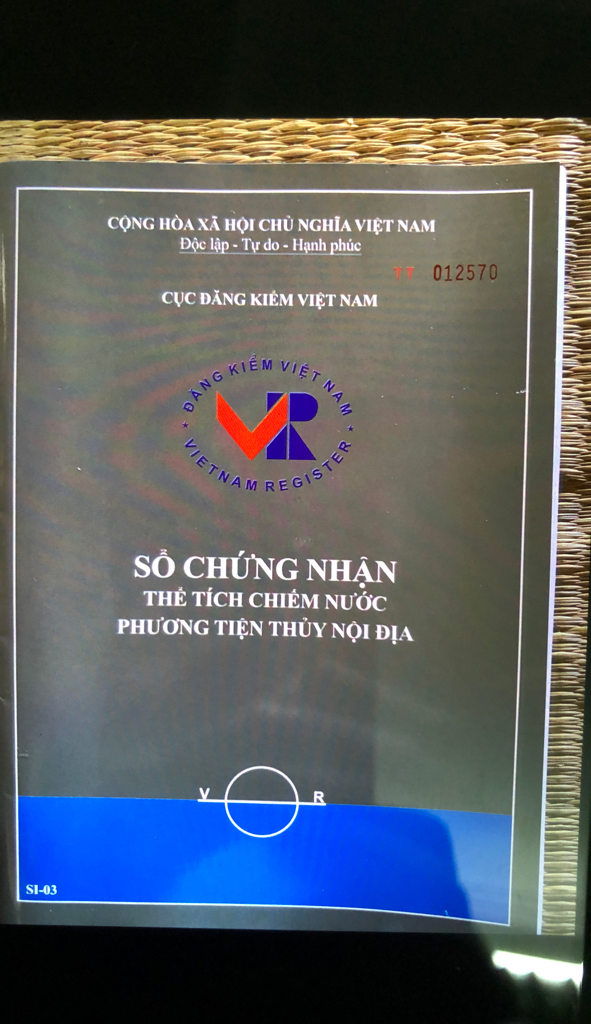 CỘNG HÒA XÃ HỘI CHỦ NGHĨA VIỆT NAM
Độc lập - Tự do - Hạnh phúc
TT 012570
CỤC ĐĂNG KIỂM VIỆT NAM
ĐĂNG KIỂM VIỆT NAM
VR
VIETNAM REGISTER
SỔ CHỨNG NHẬN
THỂ TÍCH CHIẾM NƯỚC
PHƯƠNG TIỆN THỦY NỘI ĐỊA
V R
SI-03